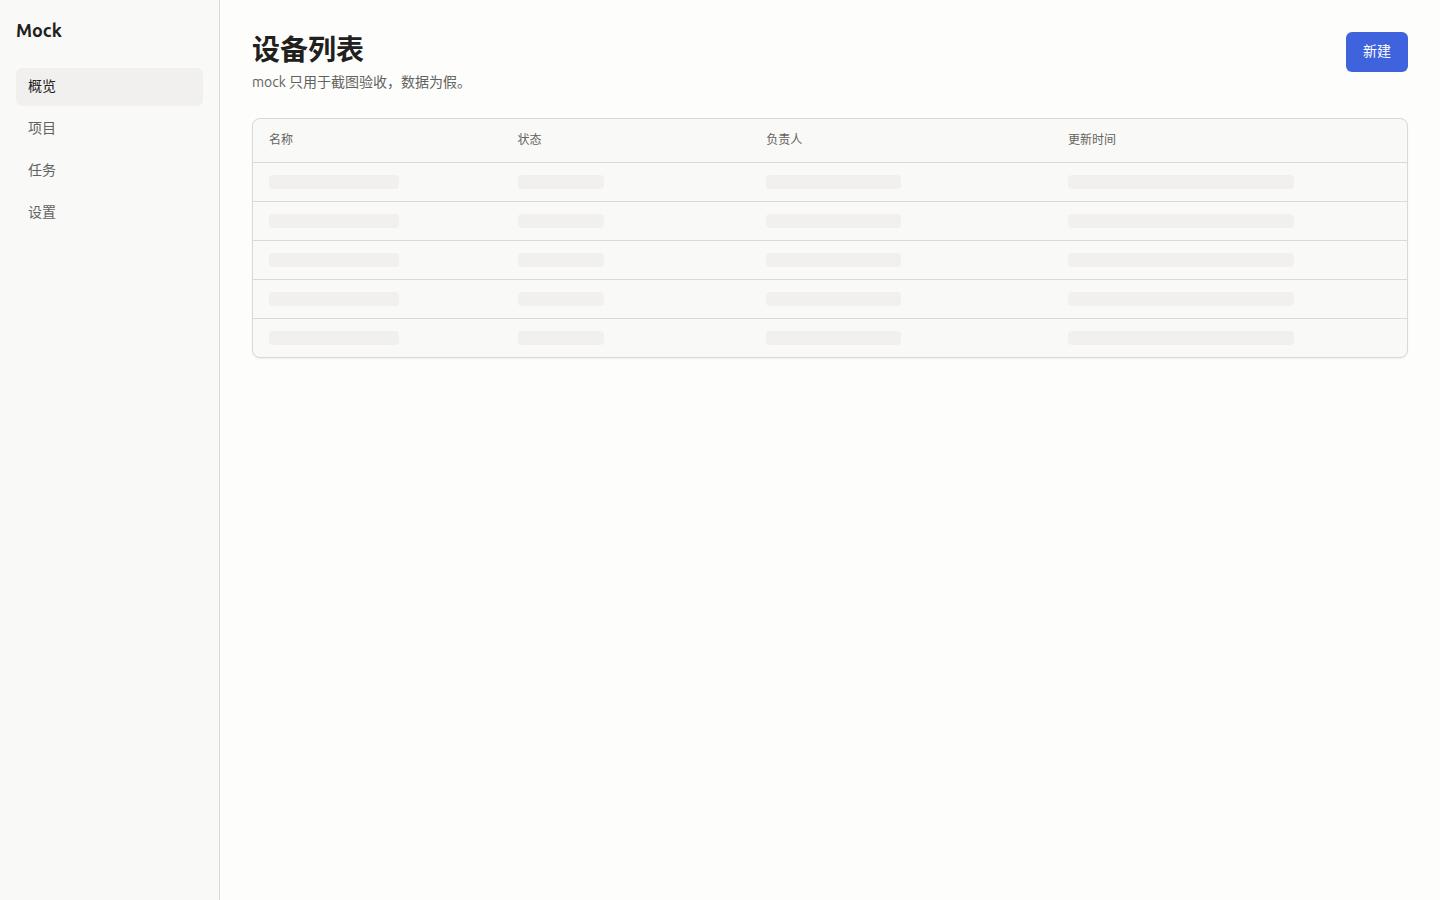 Mock
概览
项目
任务
设置
设备列表
mock 只用于截图验收，数据为假。
新建
名称 状态 负责人 更新时间